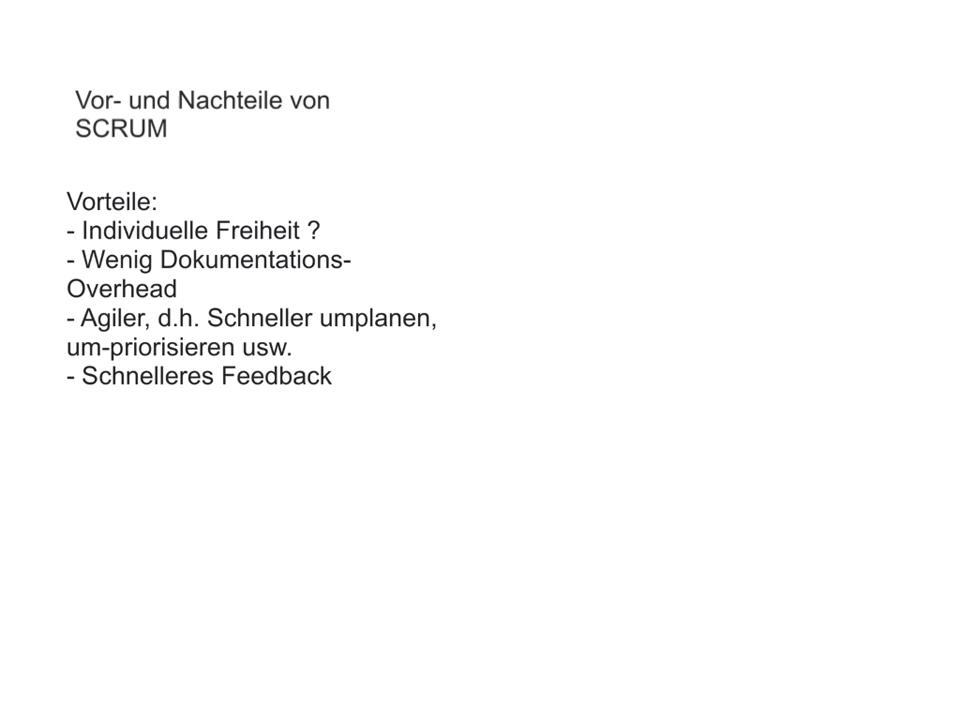 Vor- und Nachteile von
SCRUM
Vorteile:
- Individuelle Freiheit ?
- Wenig Dokumentations-
Overhead
- Agiler, d.h. Schneller umplanen,
um-priorisieren usw.
- Schnelleres Feedback